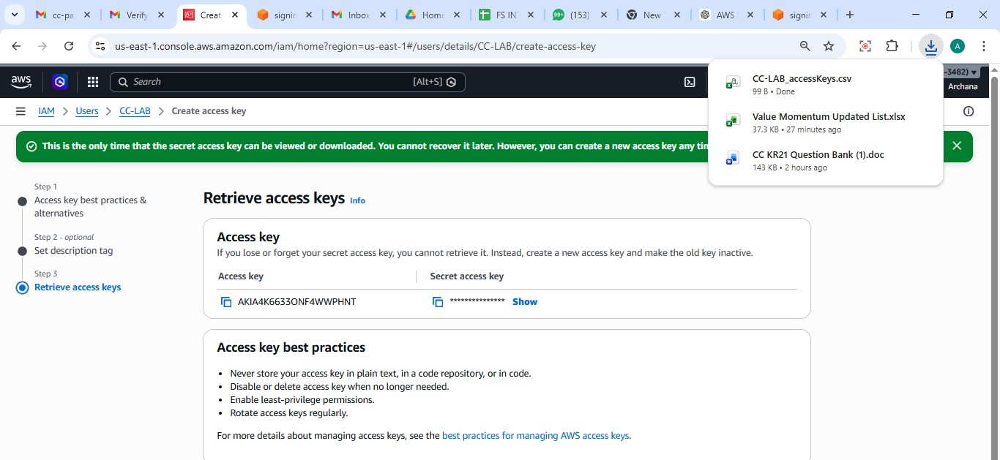 cc-pa
Verify
Creat
signir
Inbox
Home
FS IN
99+ (153)
New
AWS
signir
us-east-1.console.aws.amazon.com/iam/home?region=us-east-1#/users/details/CC-LAB/create-access-key
A
aws
Search
[Alt+S]
-3482)
Archana
CC-LAB_accessKeys.csv
99 B • Done
Value Momentum Updated List.xlsx
37.3 KB • 27 minutes ago
CC KR21 Question Bank (1).doc
143 KB • 2 hours ago
IAM > Users > CC-LAB > Create access key
This is the only time that the secret access key can be viewed or downloaded. You cannot recover it later. However, you can create a new access key any tim
Step 1
Access key best practices &
alternatives
Step 2 - optional
Set description tag
Step 3
Retrieve access keys
Retrieve access keys Info
Access key
If you lose or forget your secret access key, you cannot retrieve it. Instead, create a new access key and make the old key inactive.
Access key
Secret access key
AKIA4K6633ONF4WWPHNT
*************** Show
Access key best practices
• Never store your access key in plain text, in a code repository, or in code.
• Disable or delete access key when no longer needed.
• Enable least-privilege permissions.
• Rotate access keys regularly.
For more details about managing access keys, see the best practices for managing AWS access keys.